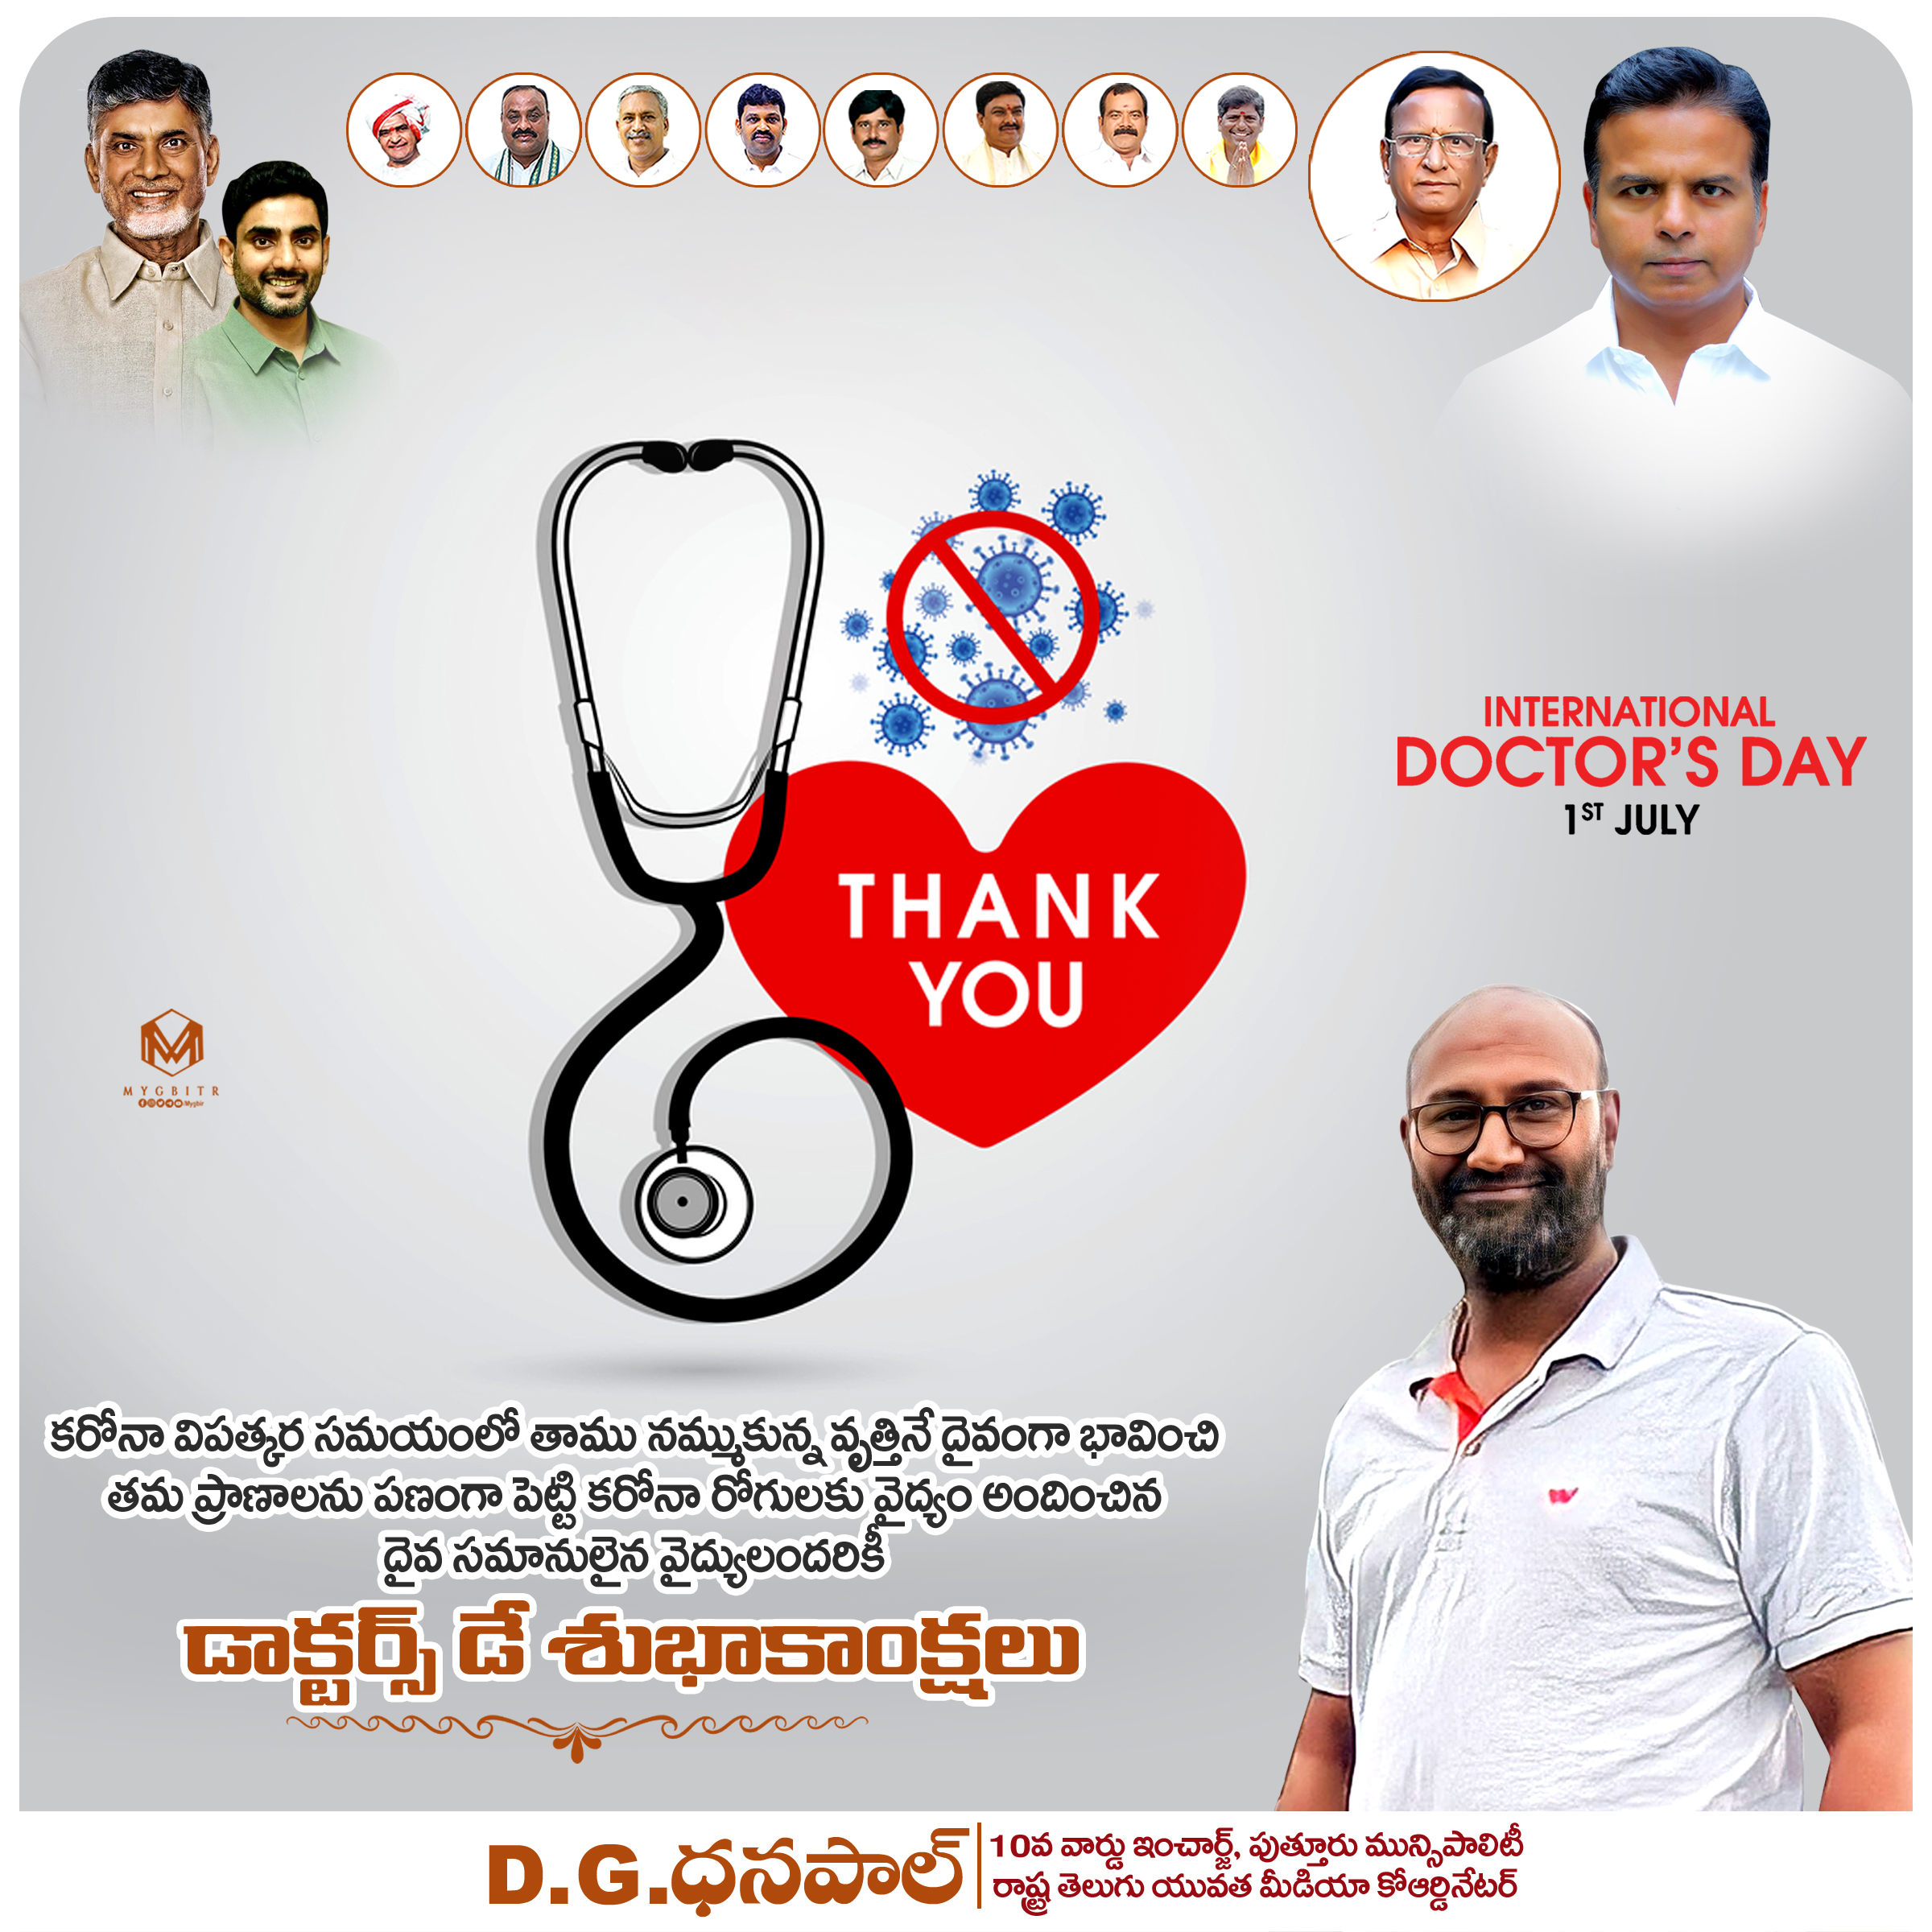 INTERNATIONAL
DOCTOR'S DAY
1ST JULY
THANK
YOU
MYGBITR
/Mygbir
కరోనా విపత్కర సమయంలో తాము నమ్ముకున్న వృత్తినే దైవంగా భావించి
తమ ప్రాణాలను పణంగా పెట్టి కరోనా రోగులకు వైద్యం అందించిన
దైవ సమానులైన వైద్యులందరికీ
డాక్టర్స్ డే శుభాకాంక్షలు
D.G.ధనపాల్
10వ వార్డు ఇంచార్జ్, పుత్తూరు మున్సిపాలిటీ
రాష్ట్ర తెలుగు యువత మీడియా కోఆర్డినేటర్